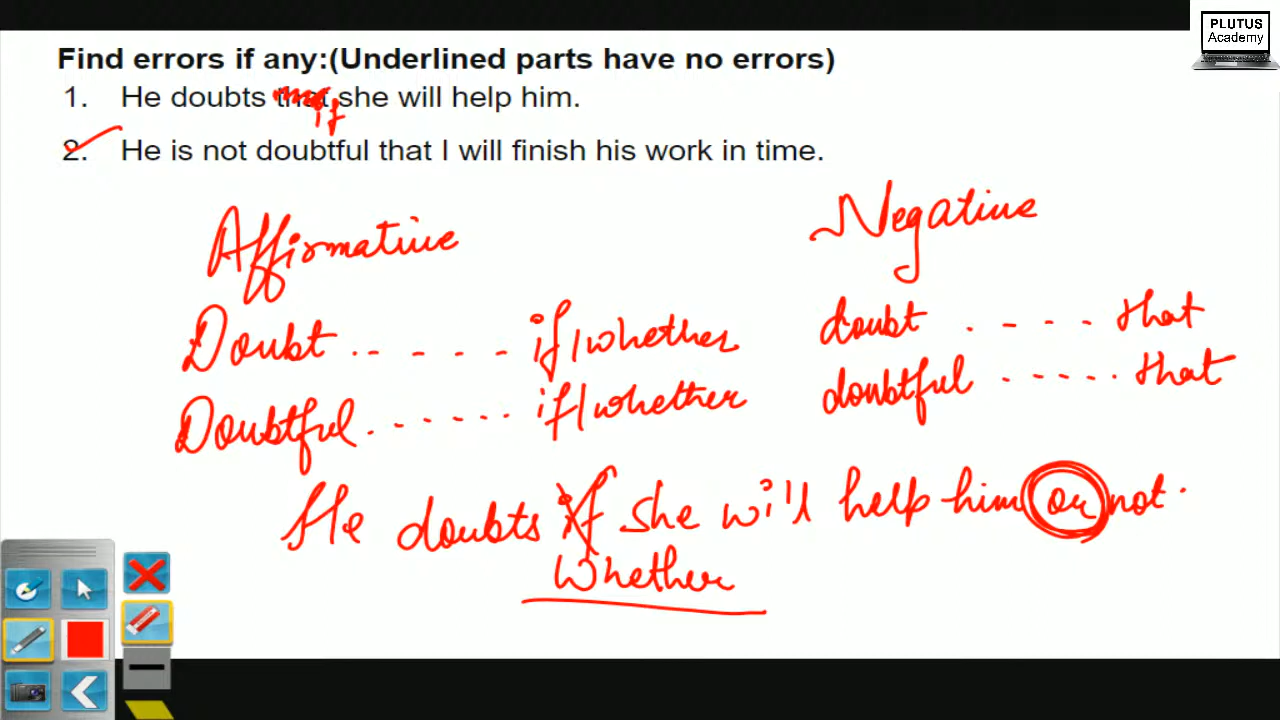 PLUTUS
Academy
Find errors if any:(Underlined parts have no errors)
1. He doubts that she will help him.
if
2. He is not doubtful that I will finish his work in time.
Affirmative Negative
Doubt ...... if/whether doubt ...... that
Doubtful ....... if/whether doubtful ...... that
He doubts if she will help him or not.
Whether